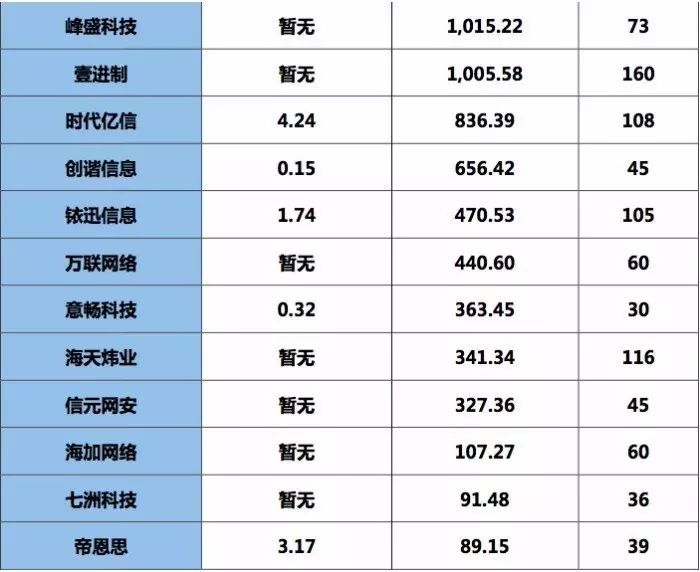 峰盛科技 暂无 1,015.22 73
壹进制 暂无 1,005.58 160
时代亿信 4.24 836.39 108
创谐信息 0.15 656.42 45
铱迅信息 1.74 470.53 105
万联网络 暂无 440.60 60
意畅科技 0.32 363.45 30
海天炜业 暂无 341.34 116
信元网安 暂无 327.36 45
海加网络 暂无 107.27 60
七洲科技 暂无 91.48 36
帝恩思 3.17 89.15 39